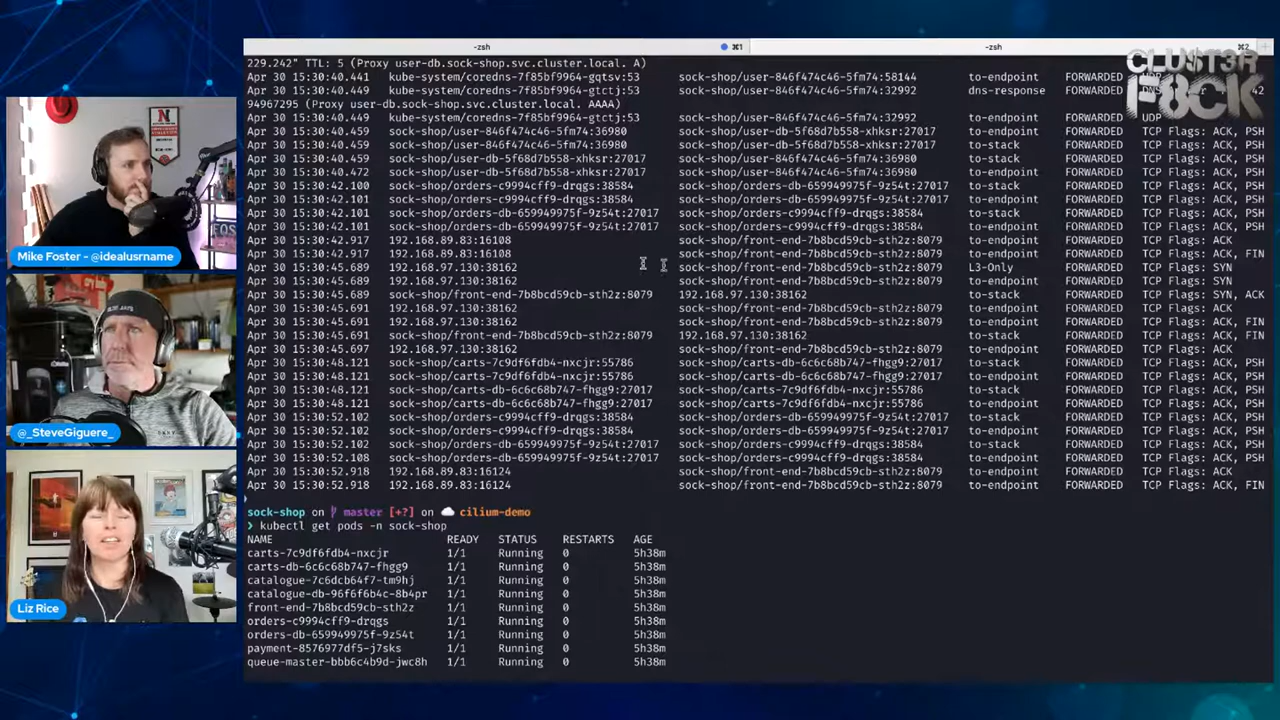 -zsh
⌘1
-zsh
⌘2
CLUST3R
F8CK
229.242" TTL: 5 (Proxy user-db.sock-shop.svc.cluster.local. A)
Apr 30 15:30:40.441 kube-system/coredns-7f85bf9964-gqtsv:53 sock-shop/user-846f474c46-5fm74:58144 to-endpoint FORWARDED UDP
Apr 30 15:30:40.449 kube-system/coredns-7f85bf9964-gtctj:53 sock-shop/user-846f474c46-5fm74:32992 dns-response FORWARDED DNS 42
94967295 (Proxy user-db.sock-shop.svc.cluster.local. AAAA)
Apr 30 15:30:40.449 kube-system/coredns-7f85bf9964-gtctj:53 sock-shop/user-846f474c46-5fm74:32992 to-endpoint FORWARDED UDP
Apr 30 15:30:40.459 sock-shop/user-846f474c46-5fm74:36980 sock-shop/user-db-5f68d7b558-xhksr:27017 to-endpoint FORWARDED TCP Flags: ACK, PSH
Apr 30 15:30:40.459 sock-shop/user-846f474c46-5fm74:36980 sock-shop/user-db-5f68d7b558-xhksr:27017 to-stack FORWARDED TCP Flags: ACK, PSH
Apr 30 15:30:40.459 sock-shop/user-db-5f68d7b558-xhksr:27017 sock-shop/user-846f474c46-5fm74:36980 to-stack FORWARDED TCP Flags: ACK, PSH
Apr 30 15:30:40.472 sock-shop/user-db-5f68d7b558-xhksr:27017 sock-shop/user-846f474c46-5fm74:36980 to-endpoint FORWARDED TCP Flags: ACK, PSH
Apr 30 15:30:42.100 sock-shop/orders-c9994cff9-drqgs:38584 sock-shop/orders-db-659949975f-9z54t:27017 to-stack FORWARDED TCP Flags: ACK, PSH
Apr 30 15:30:42.101 sock-shop/orders-c9994cff9-drqgs:38584 sock-shop/orders-db-659949975f-9z54t:27017 to-endpoint FORWARDED TCP Flags: ACK, PSH
Apr 30 15:30:42.101 sock-shop/orders-db-659949975f-9z54t:27017 sock-shop/orders-c9994cff9-drqgs:38584 to-stack FORWARDED TCP Flags: ACK, PSH
Apr 30 15:30:42.101 sock-shop/orders-db-659949975f-9z54t:27017 sock-shop/orders-c9994cff9-drqgs:38584 to-endpoint FORWARDED TCP Flags: ACK, PSH
Apr 30 15:30:42.917 192.168.89.83:16108 sock-shop/front-end-7b8bcd59cb-sth2z:8079 to-endpoint FORWARDED TCP Flags: ACK
Apr 30 15:30:42.917 192.168.89.83:16108 sock-shop/front-end-7b8bcd59cb-sth2z:8079 to-endpoint FORWARDED TCP Flags: ACK, FIN
Apr 30 15:30:45.689 192.168.97.130:38162 sock-shop/front-end-7b8bcd59cb-sth2z:8079 L3-Only FORWARDED TCP Flags: SYN
Apr 30 15:30:45.689 192.168.97.130:38162 sock-shop/front-end-7b8bcd59cb-sth2z:8079 to-endpoint FORWARDED TCP Flags: SYN
Apr 30 15:30:45.689 sock-shop/front-end-7b8bcd59cb-sth2z:8079 192.168.97.130:38162 to-stack FORWARDED TCP Flags: SYN, ACK
Apr 30 15:30:45.691 192.168.97.130:38162 sock-shop/front-end-7b8bcd59cb-sth2z:8079 to-endpoint FORWARDED TCP Flags: ACK
Apr 30 15:30:45.691 192.168.97.130:38162 sock-shop/front-end-7b8bcd59cb-sth2z:8079 to-endpoint FORWARDED TCP Flags: ACK, FIN
Apr 30 15:30:45.691 sock-shop/front-end-7b8bcd59cb-sth2z:8079 192.168.97.130:38162 to-stack FORWARDED TCP Flags: ACK, FIN
Apr 30 15:30:45.697 192.168.97.130:38162 sock-shop/front-end-7b8bcd59cb-sth2z:8079 to-endpoint FORWARDED TCP Flags: ACK
Apr 30 15:30:48.121 sock-shop/carts-7c9df6fdb4-nxcjr:55786 sock-shop/carts-db-6c6c68b747-fhgg9:27017 to-stack FORWARDED TCP Flags: ACK, PSH
Apr 30 15:30:48.121 sock-shop/carts-7c9df6fdb4-nxcjr:55786 sock-shop/carts-db-6c6c68b747-fhgg9:27017 to-endpoint FORWARDED TCP Flags: ACK, PSH
Apr 30 15:30:48.121 sock-shop/carts-db-6c6c68b747-fhgg9:27017 sock-shop/carts-7c9df6fdb4-nxcjr:55786 to-stack FORWARDED TCP Flags: ACK, PSH
Apr 30 15:30:48.121 sock-shop/carts-db-6c6c68b747-fhgg9:27017 sock-shop/carts-7c9df6fdb4-nxcjr:55786 to-endpoint FORWARDED TCP Flags: ACK, PSH
Apr 30 15:30:52.102 sock-shop/orders-c9994cff9-drqgs:38584 sock-shop/orders-db-659949975f-9z54t:27017 to-stack FORWARDED TCP Flags: ACK, PSH
Apr 30 15:30:52.102 sock-shop/orders-c9994cff9-drqgs:38584 sock-shop/orders-db-659949975f-9z54t:27017 to-endpoint FORWARDED TCP Flags: ACK, PSH
Apr 30 15:30:52.102 sock-shop/orders-db-659949975f-9z54t:27017 sock-shop/orders-c9994cff9-drqgs:38584 to-stack FORWARDED TCP Flags: ACK, PSH
Apr 30 15:30:52.108 sock-shop/orders-db-659949975f-9z54t:27017 sock-shop/orders-c9994cff9-drqgs:38584 to-endpoint FORWARDED TCP Flags: ACK, PSH
Apr 30 15:30:52.918 192.168.89.83:16124 sock-shop/front-end-7b8bcd59cb-sth2z:8079 to-endpoint FORWARDED TCP Flags: ACK
Apr 30 15:30:52.918 192.168.89.83:16124 sock-shop/front-end-7b8bcd59cb-sth2z:8079 to-endpoint FORWARDED TCP Flags: ACK, FIN
sock-shop on master [+?] on cilium-demo
❯ kubectl get pods -n sock-shop
NAME READY STATUS RESTARTS AGE
carts-7c9df6fdb4-nxcjr 1/1 Running 0 5h38m
carts-db-6c6c68b747-fhgg9 1/1 Running 0 5h38m
catalogue-7c6dcb64f7-tm9hj 1/1 Running 0 5h38m
catalogue-db-96f6f6b4c-8b4pr 1/1 Running 0 5h38m
front-end-7b8bcd59cb-sth2z 1/1 Running 0 5h38m
orders-c9994cff9-drqgs 1/1 Running 0 5h38m
orders-db-659949975f-9z54t 1/1 Running 0 5h38m
payment-8576977df5-j7sks 1/1 Running 0 5h38m
queue-master-bbb6c4b9d-jwc8h 1/1 Running 0 5h38m
Mike Foster - @idealusrname
@_SteveGiguere_
Liz Rice